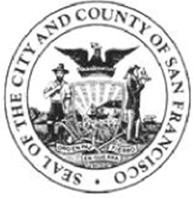 SEAL OF THE CITY AND COUNTY OF SAN FRANCISCO
ORO EN PAZ FIERRO
EN GUERRA